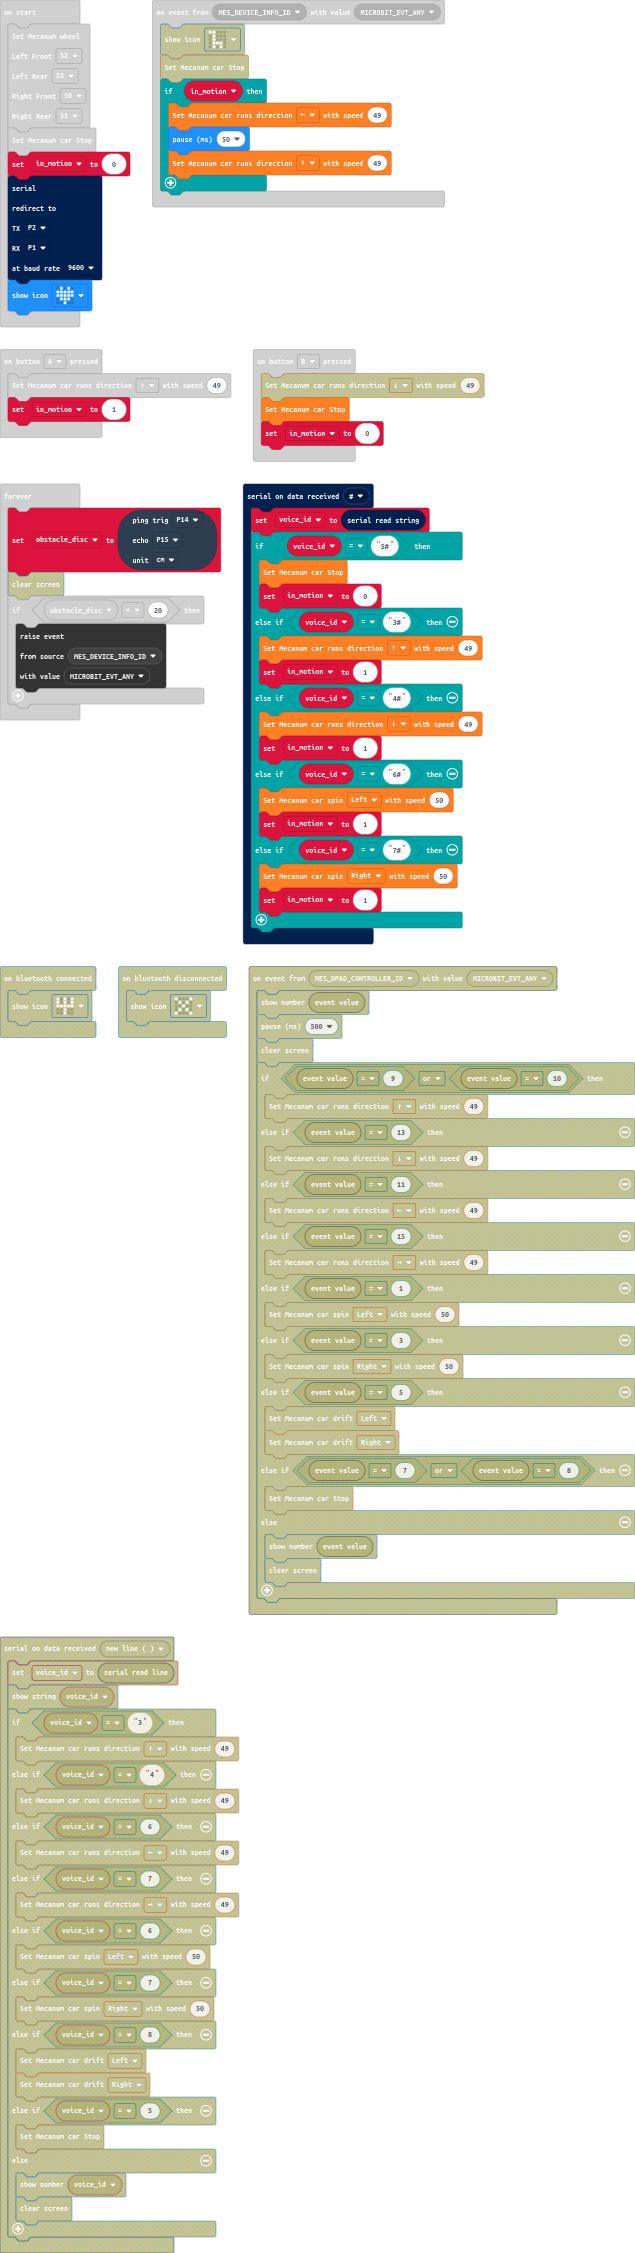 on start
Set Mecanum wheel
Left Front S2
Left Rear S3
Right Front S0
Right Rear S1
Set Mecanum car Stop
set in_motion to 0
serial
redirect to
TX P2
RX P1
at baud rate 9600
show icon
on event from MES_DEVICE_INFO_ID with value MICROBIT_EVT_ANY
show icon
Set Mecanum car Stop
if in_motion then
Set Mecanum car runs direction ← with speed 49
pause (ms) 50
Set Mecanum car runs direction ↑ with speed 49
on button A pressed
Set Mecanum car runs direction ↑ with speed 49
set in_motion to 1
on button B pressed
Set Mecanum car runs direction ↓ with speed 49
Set Mecanum car Stop
set in_motion to 0
forever
ping trig P14
set obstacle_disc to echo P15
unit cm
clear screen
if obstacle_disc < 20 then
raise event
from source MES_DEVICE_INFO_ID
with value MICROBIT_EVT_ANY
serial on data received #
set voice_id to serial read string
if voice_id = "5#" then
Set Mecanum car Stop
set in_motion to 0
else if voice_id = "3#" then
Set Mecanum car runs direction ↑ with speed 49
set in_motion to 1
else if voice_id = "4#" then
Set Mecanum car runs direction ↓ with speed 49
set in_motion to 1
else if voice_id = "6#" then
Set Mecanum car spin Left with speed 50
set in_motion to 1
else if voice_id = "7#" then
Set Mecanum car spin Right with speed 50
set in_motion to 1
on bluetooth connected
show icon
on bluetooth disconnected
show icon
on event from MES_DPAD_CONTROLLER_ID with value MICROBIT_EVT_ANY
show number event value
pause (ms) 500
clear screen
if event value = 9 or event value = 10 then
Set Mecanum car runs direction ↑ with speed 49
else if event value = 13 then
Set Mecanum car runs direction ↓ with speed 49
else if event value = 11 then
Set Mecanum car runs direction ← with speed 49
else if event value = 15 then
Set Mecanum car runs direction → with speed 49
else if event value = 1 then
Set Mecanum car spin Left with speed 50
else if event value = 3 then
Set Mecanum car spin Right with speed 50
else if event value = 5 then
Set Mecanum car drift Left
Set Mecanum car drift Right
else if event value = 7 or event value = 8 then
Set Mecanum car Stop
else
show number event value
clear screen
serial on data received new line ( )
set voice_id to serial read line
show string voice_id
if voice_id = "3" then
Set Mecanum car runs direction ↑ with speed 49
else if voice_id = "4" then
Set Mecanum car runs direction ↓ with speed 49
else if voice_id = 6 then
Set Mecanum car runs direction ← with speed 49
else if voice_id = 7 then
Set Mecanum car runs direction → with speed 49
else if voice_id = 6 then
Set Mecanum car spin Left with speed 50
else if voice_id = 7 then
Set Mecanum car spin Right with speed 50
else if voice_id = 8 then
Set Mecanum car drift Left
Set Mecanum car drift Right
else if voice_id = 5 then
Set Mecanum car Stop
else
show number voice_id
clear screen